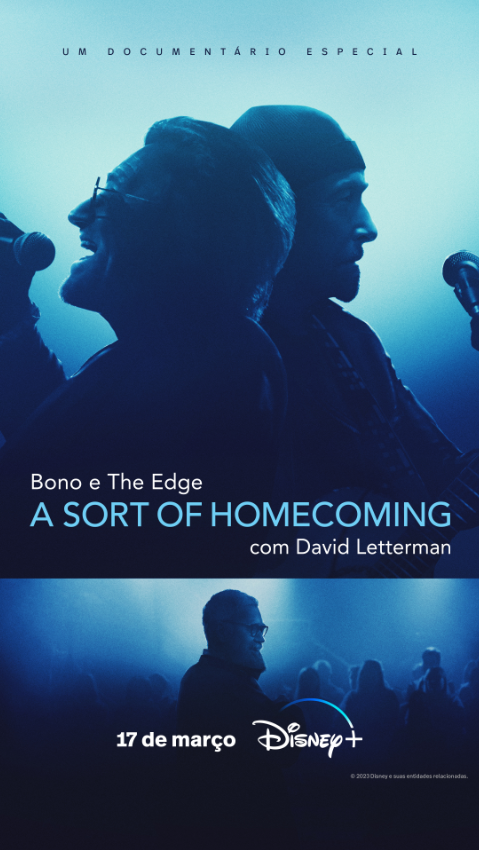 UM DOCUMENTÁRIO ESPECIAL
Bono e The Edge
A SORT OF HOMECOMING
com David Letterman
17 de março Disney+
© 2023 Disney e suas entidades relacionadas.